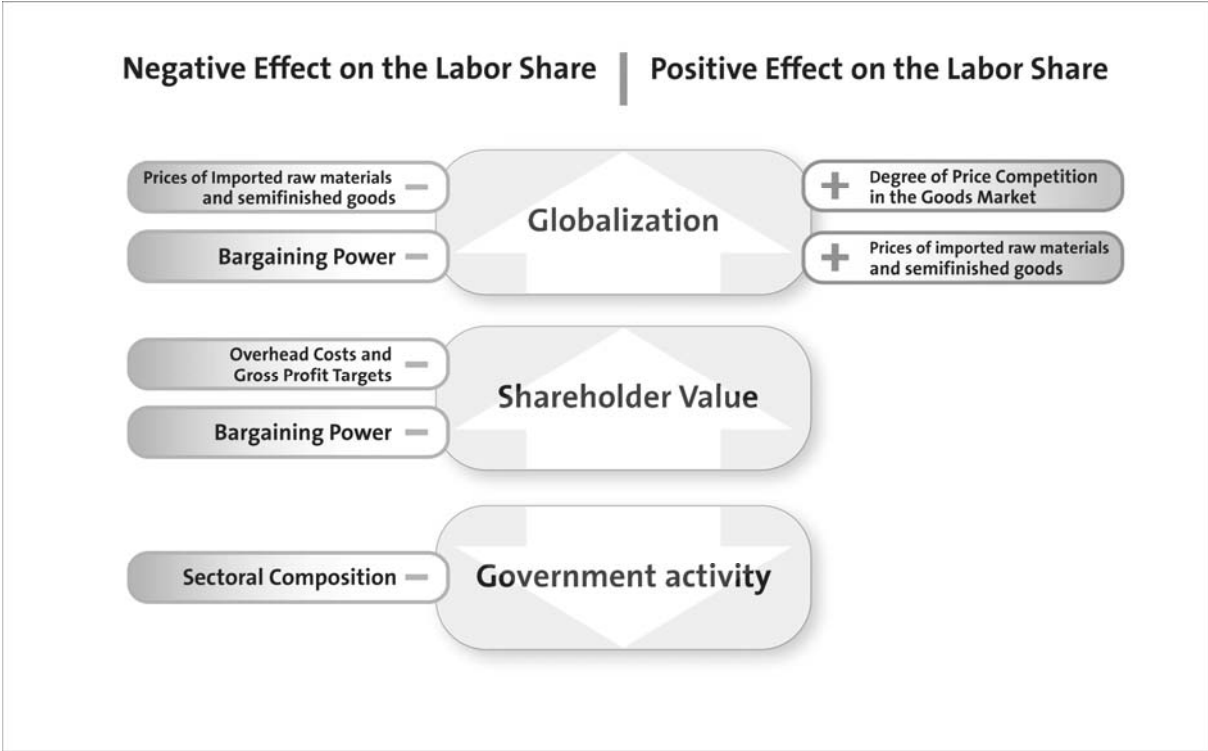 Negative Effect on the Labor Share
Positive Effect on the Labor Share
Prices of Imported raw materials
and semifinished goods −
Bargaining Power −
Globalization
+ Degree of Price Competition
in the Goods Market
+ Prices of imported raw materials
and semifinished goods
Overhead Costs and
Gross Profit Targets −
Bargaining Power −
Shareholder Value
Sectoral Composition −
Government activity